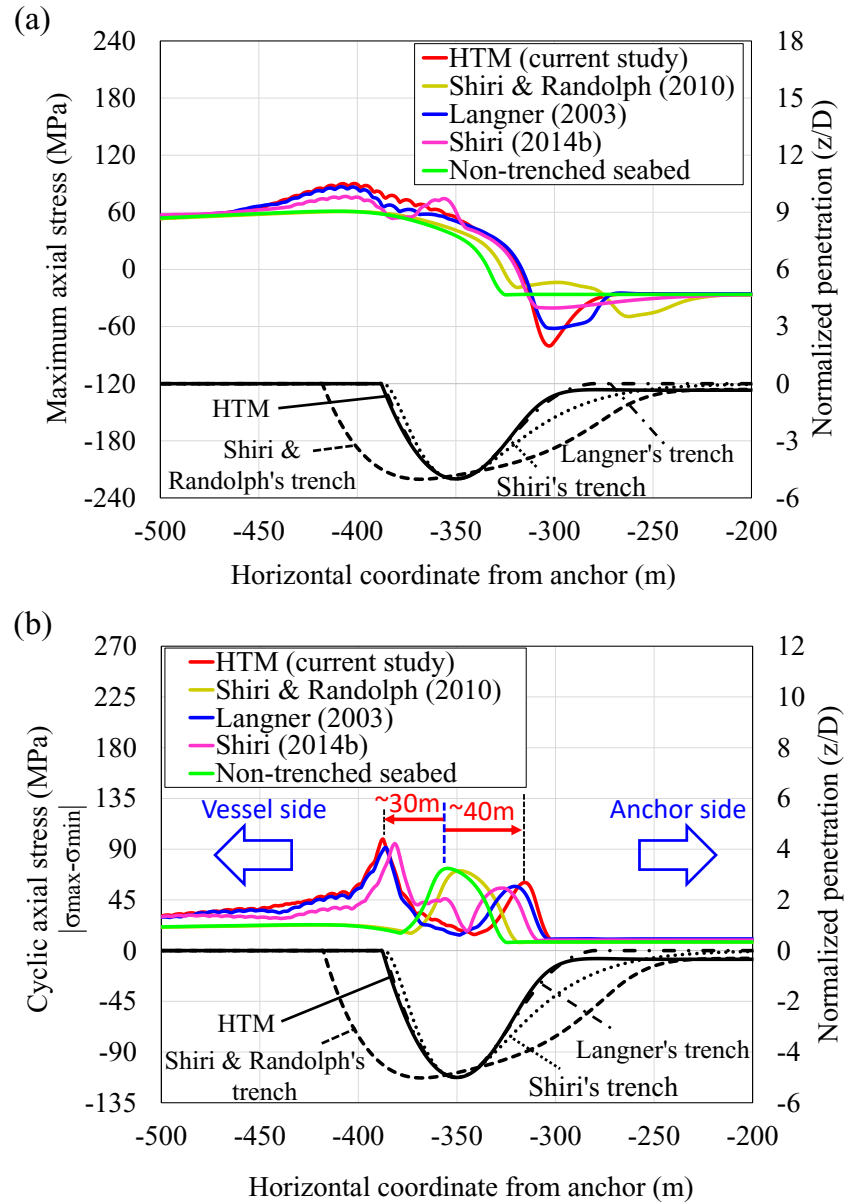 (a)
240
180
120
60
0
-60
-120
-180
-240
Maximum axial stress (MPa)
18
15
12
9
6
3
0
-3
-6
Normalized penetration (z/D)
HTM (current study)
Shiri & Randolph (2010)
Langner (2003)
Shiri (2014b)
Non-trenched seabed
HTM
Shiri &
Randolph's trench
Langner's trench
Shiri's trench
-500
-450
-400
-350
-300
-250
-200
Horizontal coordinate from anchor (m)
(b)
270
225
180
135
90
45
0
-45
-90
-135
Cyclic axial stress (MPa)
|σmax-σmin|
12
10
8
6
4
2
0
-2
-4
-6
Normalized penetration (z/D)
HTM (current study)
Shiri & Randolph (2010)
Langner (2003)
Shiri (2014b)
Non-trenched seabed
~30m
~40m
Vessel side
Anchor side
HTM
Shiri & Randolph's
trench
Langner's trench
Shiri's trench
-500
-450
-400
-350
-300
-250
-200
Horizontal coordinate from anchor (m)